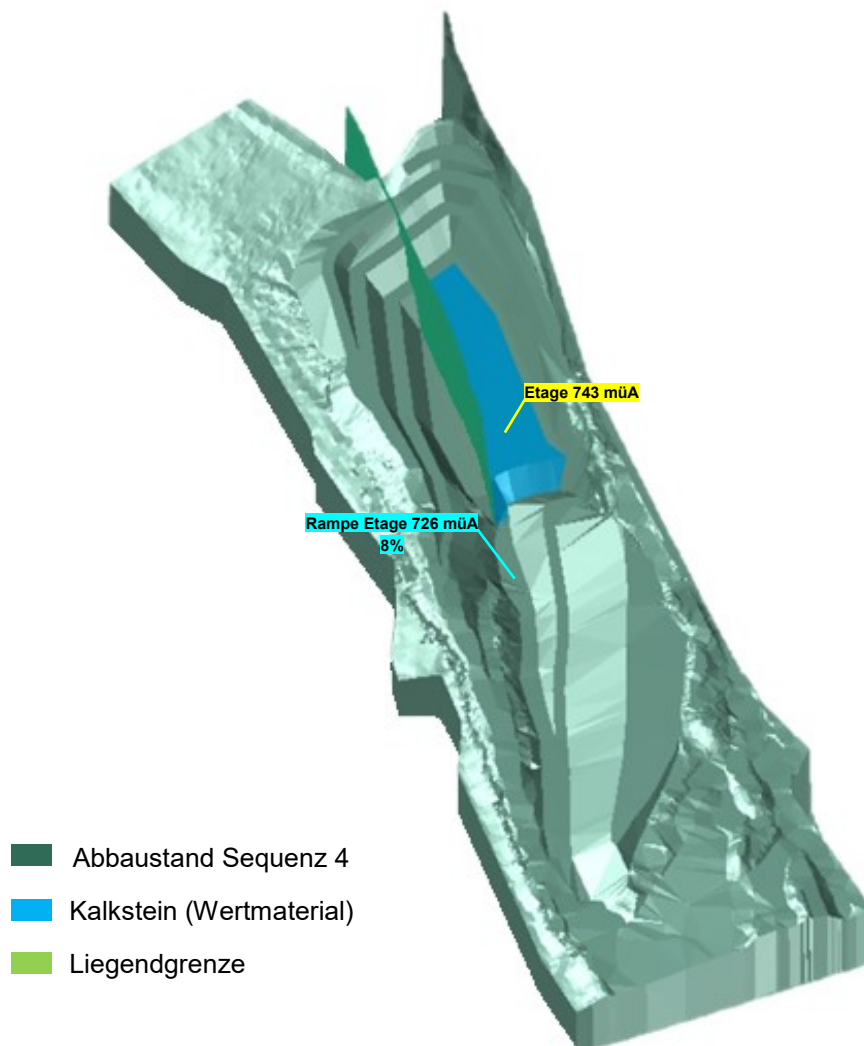 Etage 743 müA
Rampe Etage 726 müA
8%
Abbaustand Sequenz 4
Kalkstein (Wertmaterial)
Liegendgrenze